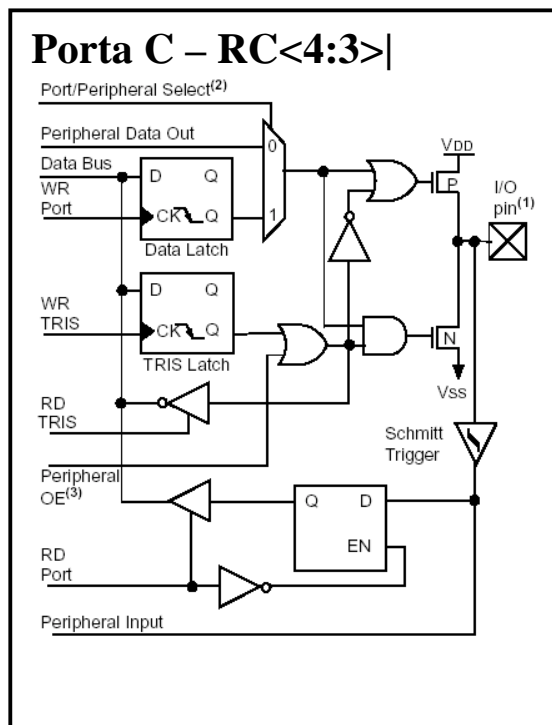 Porta C – RC<4:3>|
Port/Peripheral Select(2)
Peripheral Data Out
Data Bus
WR
Port
D Q
CK Q
Data Latch
0
1
VDD
P
I/O
pin(1)
WR
TRIS
D Q
CK Q
TRIS Latch
N
VSS
RD
TRIS
Schmitt
Trigger
Peripheral
OE(3)
Q D
EN
RD
Port
Peripheral Input